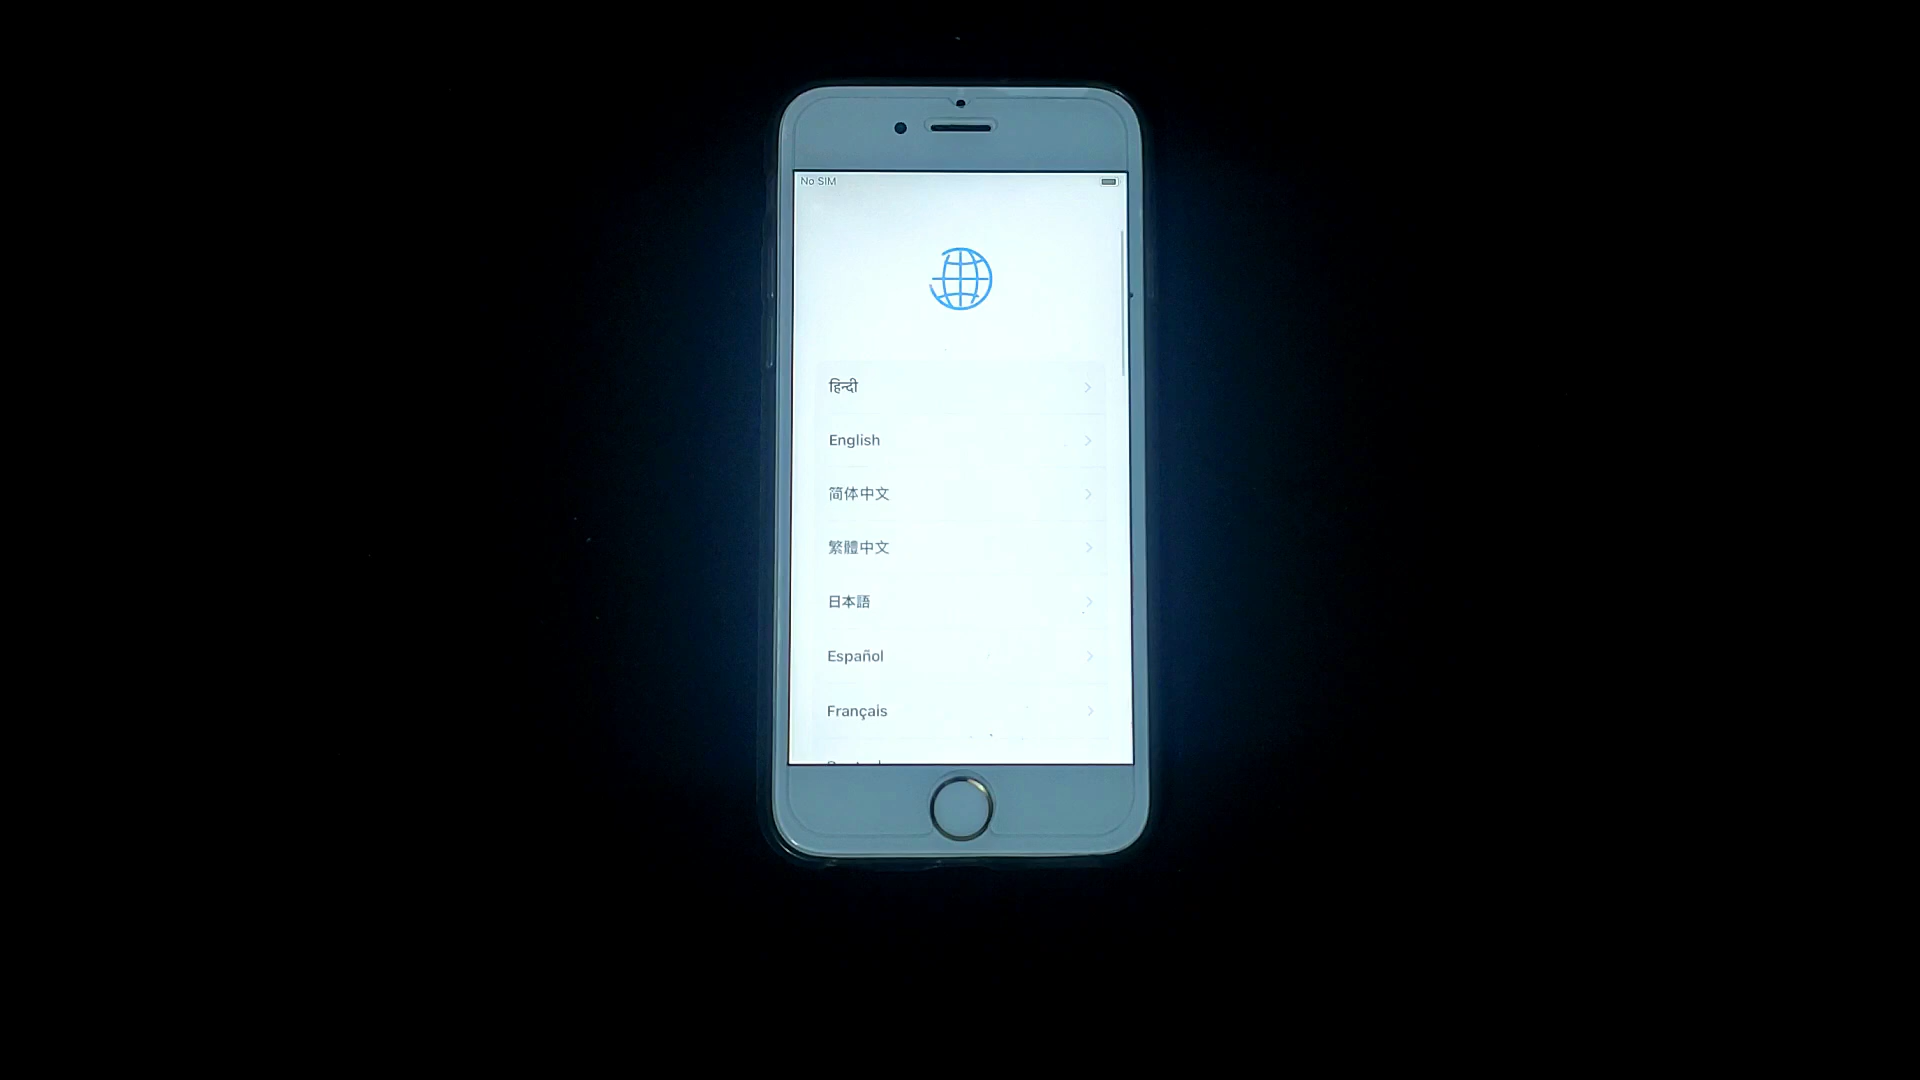 No SIM
हिन्दी
English
简体中文
繁體中文
日本語
Español
Français